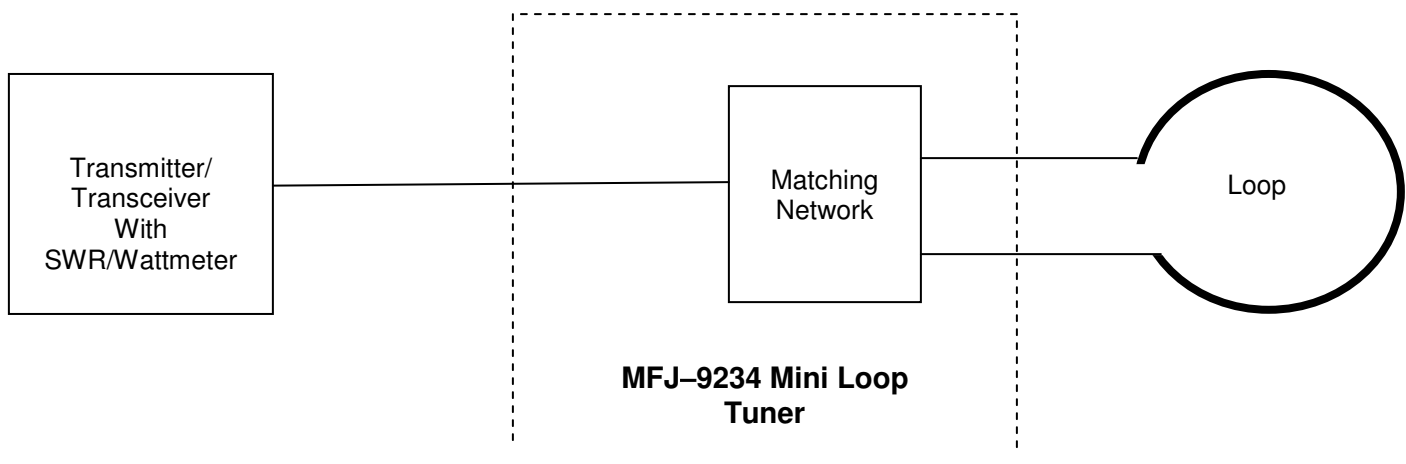 Transmitter/
Transceiver
With
SWR/Wattmeter
Matching
Network
Loop
MFJ–9234 Mini Loop
Tuner